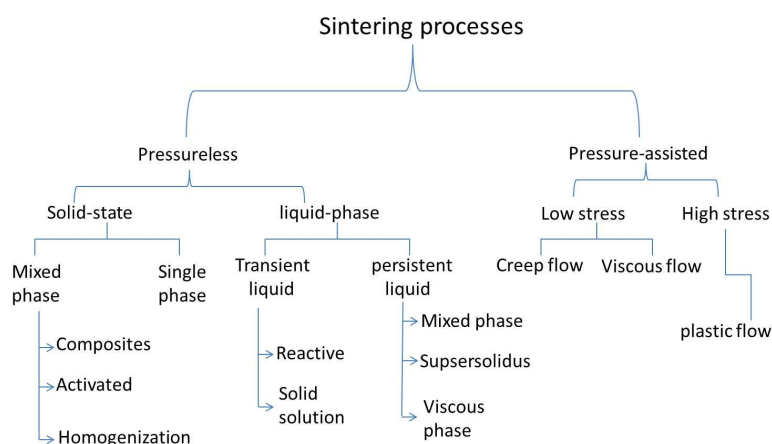 Sintering processes
Pressureless
Pressure-assisted
Solid-state
liquid-phase
Low stress
High stress
Mixed
phase
Single
phase
Transient
liquid
persistent
liquid
Creep flow
Viscous flow
plastic flow
Composites
Activated
Homogenization
Reactive
Solid
solution
Mixed phase
Supsersolidus
Viscous
phase